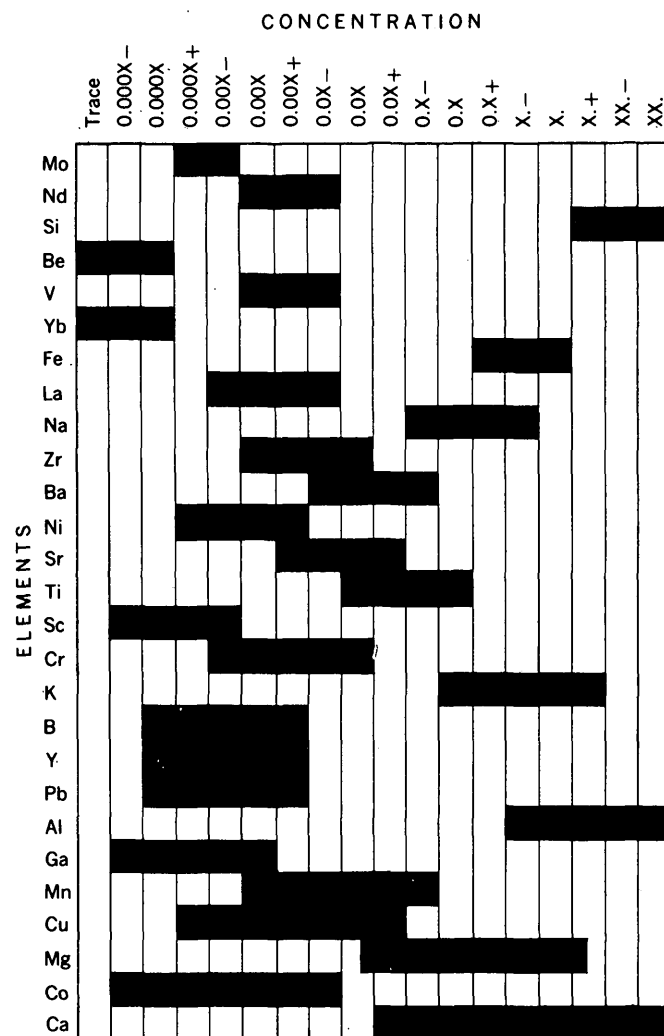 CONCENTRATION
Trace
0.000X-
0.000X
0.000X+
0.00X-
0.00X
0.00X+
0.0X-
0.0X
0.0X+
0.X-
0.X
0.X+
X.-
X.
X.+
XX.-
XX.
ELEMENTS
Mo
Nd
Si
Be
V
Yb
Fe
La
Na
Zr
Ba
Ni
Sr
Ti
Sc
Cr
K
B
Y
Pb
Al
Ga
Mn
Cu
Mg
Co
Ca